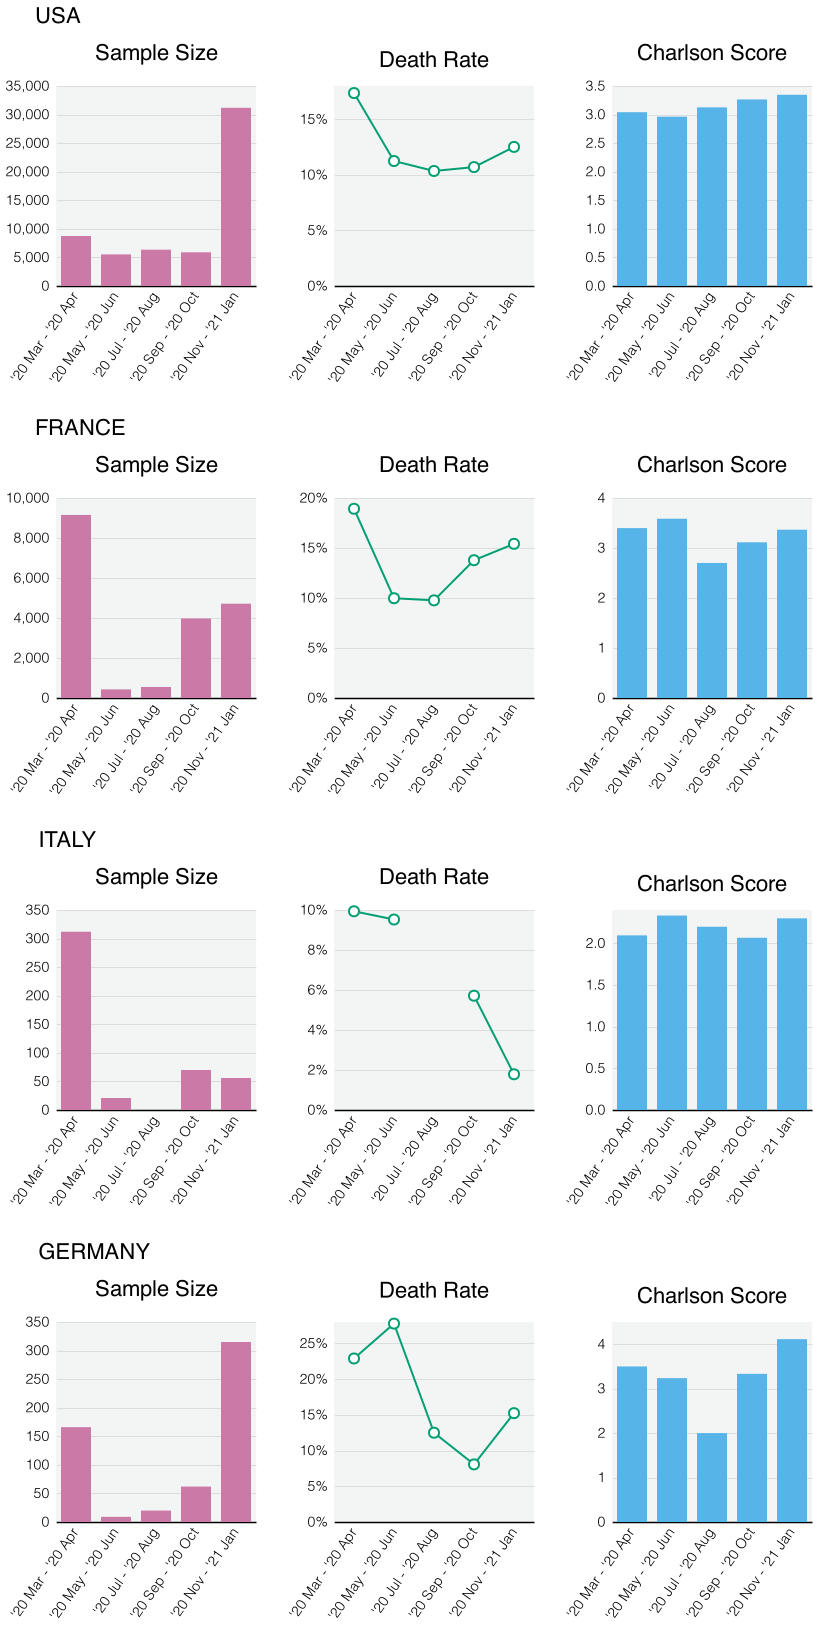 USA
Sample Size
Death Rate
Charlson Score
35,000
30,000
25,000
20,000
15,000
10,000
5,000
0
'20 Mar - '20 Apr
'20 May - '20 Jun
'20 Jul - '20 Aug
'20 Sep - '20 Oct
'20 Nov - '21 Jan
15%
10%
5%
0%
'20 Mar - '20 Apr
'20 May - '20 Jun
'20 Jul - '20 Aug
'20 Sep - '20 Oct
'20 Nov - '21 Jan
3.5
3.0
2.5
2.0
1.5
1.0
0.5
0.0
'20 Mar - '20 Apr
'20 May - '20 Jun
'20 Jul - '20 Aug
'20 Sep - '20 Oct
'20 Nov - '21 Jan
FRANCE
Sample Size
Death Rate
Charlson Score
10,000
8,000
6,000
4,000
2,000
0
'20 Mar - '20 Apr
'20 May - '20 Jun
'20 Jul - '20 Aug
'20 Sep - '20 Oct
'20 Nov - '21 Jan
20%
15%
10%
5%
0%
'20 Mar - '20 Apr
'20 May - '20 Jun
'20 Jul - '20 Aug
'20 Sep - '20 Oct
'20 Nov - '21 Jan
4
3
2
1
0
'20 Mar - '20 Apr
'20 May - '20 Jun
'20 Jul - '20 Aug
'20 Sep - '20 Oct
'20 Nov - '21 Jan
ITALY
Sample Size
Death Rate
Charlson Score
350
300
250
200
150
100
50
0
'20 Mar - '20 Apr
'20 May - '20 Jun
'20 Jul - '20 Aug
'20 Sep - '20 Oct
'20 Nov - '21 Jan
10%
8%
6%
4%
2%
0%
'20 Mar - '20 Apr
'20 May - '20 Jun
'20 Jul - '20 Aug
'20 Sep - '20 Oct
'20 Nov - '21 Jan
2.0
1.5
1.0
0.5
0.0
'20 Mar - '20 Apr
'20 May - '20 Jun
'20 Jul - '20 Aug
'20 Sep - '20 Oct
'20 Nov - '21 Jan
GERMANY
Sample Size
Death Rate
Charlson Score
350
300
250
200
150
100
50
0
'20 Mar - '20 Apr
'20 May - '20 Jun
'20 Jul - '20 Aug
'20 Sep - '20 Oct
'20 Nov - '21 Jan
25%
20%
15%
10%
5%
0%
'20 Mar - '20 Apr
'20 May - '20 Jun
'20 Jul - '20 Aug
'20 Sep - '20 Oct
'20 Nov - '21 Jan
4
3
2
1
0
'20 Mar - '20 Apr
'20 May - '20 Jun
'20 Jul - '20 Aug
'20 Sep - '20 Oct
'20 Nov - '21 Jan